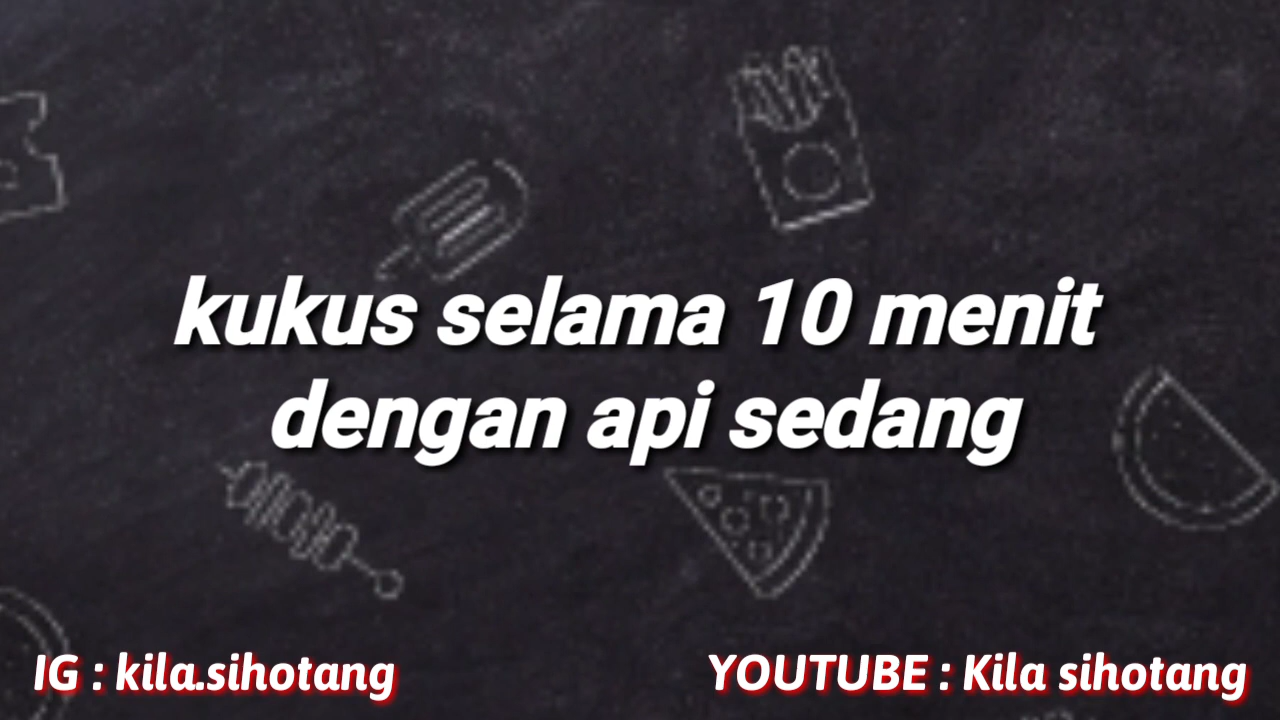 kukus selama 10 menit
dengan api sedang
IG : kila.sihotang
YOUTUBE : Kila sihotang